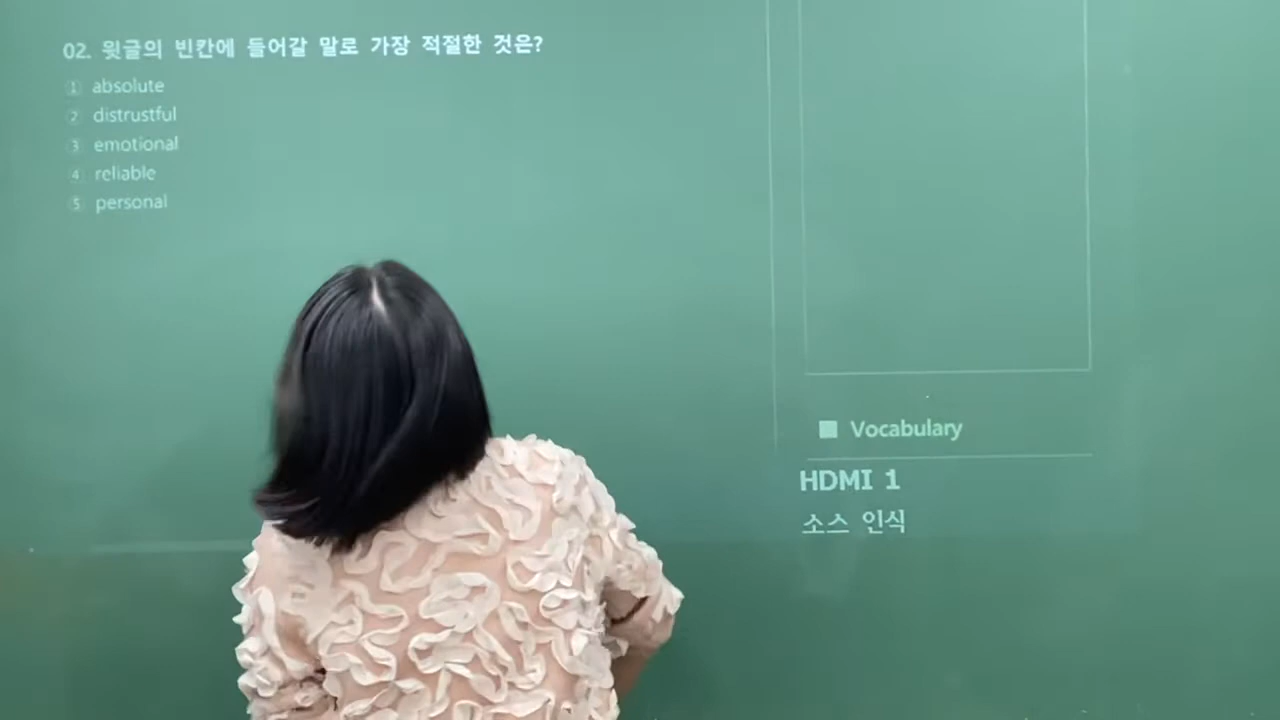 02. 윗글의 빈칸에 들어갈 말로 가장 적절한 것은?
① absolute
② distrustful
③ emotional
④ reliable
⑤ personal
■ Vocabulary
HDMI 1
소스 인식